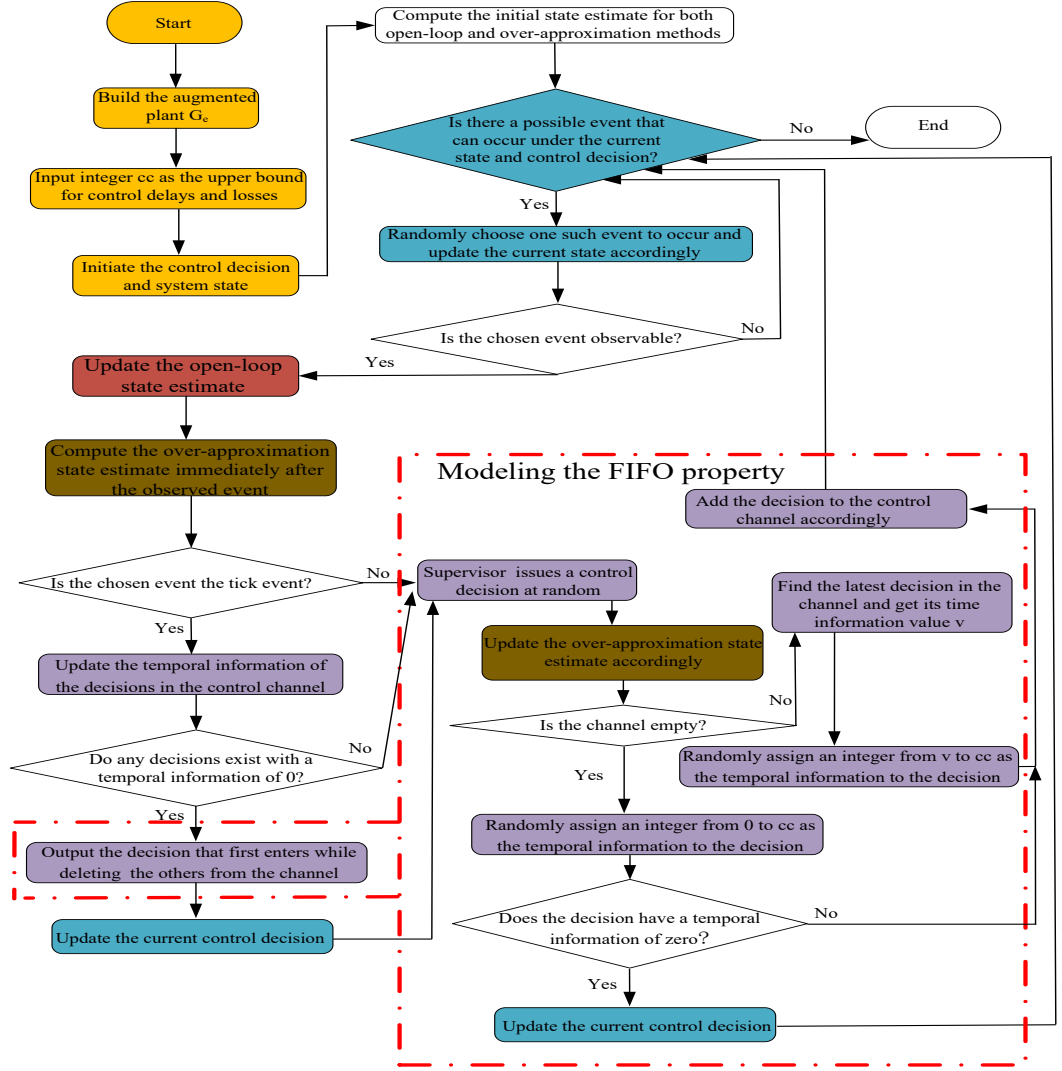 Start
Build the augmented
plant Gₑ
Input integer cc as the upper bound
for control delays and losses
Initiate the control decision
and system state
Compute the initial state estimate for both
open-loop and over-approximation methods
Is there a possible event that
can occur under the current
state and control decision?
No
End
Yes
Randomly choose one such event to occur and
update the current state accordingly
Is the chosen event observable?
No
Yes
Update the open-loop
state estimate
Compute the over-approximation
state estimate immediately after
the observed event
Is the chosen event the tick event?
No
Yes
Update the temporal information of
the decisions in the control channel
Do any decisions exist with a
temporal information of 0?
No
Yes
Output the decision that first enters while
deleting the others from the channel
Update the current control decision
Modeling the FIFO property
Add the decision to the control
channel accordingly
Supervisor issues a control
decision at random
Find the latest decision in the
channel and get its time
information value v
Update the over-approximation state
estimate accordingly
No
Is the channel empty?
Randomly assign an integer from v to cc as
the temporal information to the decision
Yes
Randomly assign an integer from 0 to cc as
the temporal information to the decision
Does the decision have a temporal
information of zero?
No
Yes
Update the current control decision